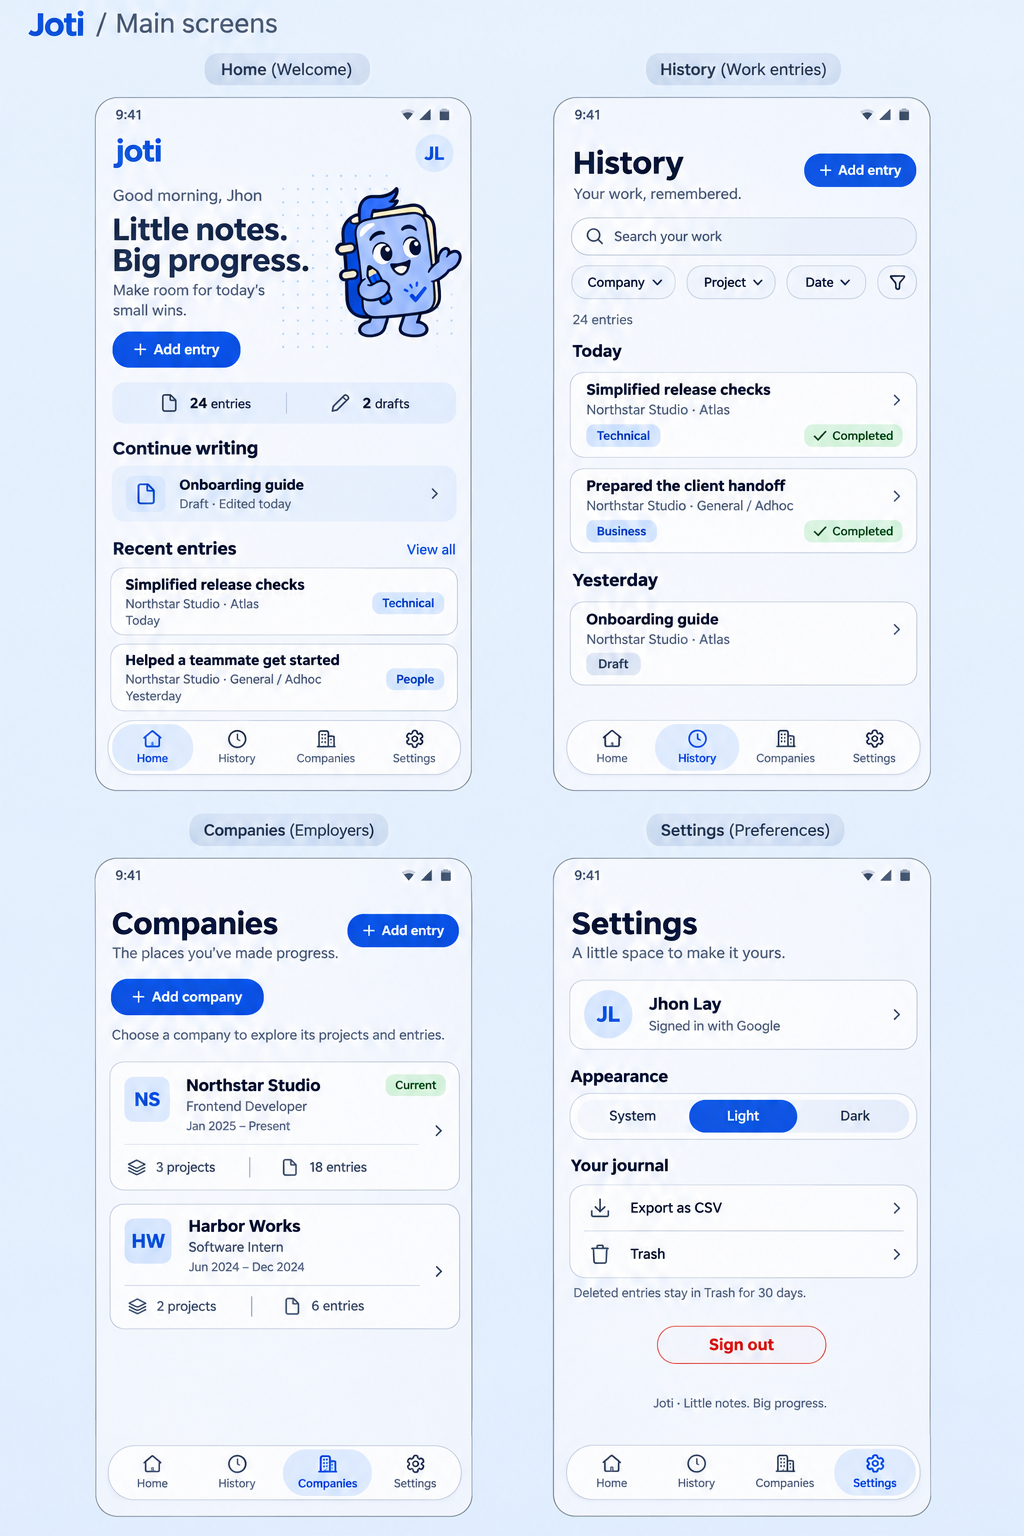 Joti / Main screens
Home (Welcome)
9:41
joti
JL
Good morning, Jhon
Little notes.
Big progress.
Make room for today's
small wins.
+ Add entry
24 entries
2 drafts
Continue writing
Onboarding guide
Draft · Edited today
Recent entries
View all
Simplified release checks
Northstar Studio · Atlas
Today
Technical
Helped a teammate get started
Northstar Studio · General / Adhoc
Yesterday
People
Home
History
Companies
Settings
History (Work entries)
9:41
History
Your work, remembered.
+ Add entry
Search your work
Company
Project
Date
24 entries
Today
Simplified release checks
Northstar Studio · Atlas
Technical
Completed
Prepared the client handoff
Northstar Studio · General / Adhoc
Business
Completed
Yesterday
Onboarding guide
Northstar Studio · Atlas
Draft
Home
History
Companies
Settings
Companies (Employers)
9:41
Companies
The places you've made progress.
+ Add entry
+ Add company
Choose a company to explore its projects and entries.
NS
Northstar Studio
Frontend Developer
Jan 2025 – Present
Current
3 projects
18 entries
HW
Harbor Works
Software Intern
Jun 2024 – Dec 2024
2 projects
6 entries
Home
History
Companies
Settings
Settings (Preferences)
9:41
Settings
A little space to make it yours.
JL
Jhon Lay
Signed in with Google
Appearance
System
Light
Dark
Your journal
Export as CSV
Trash
Deleted entries stay in Trash for 30 days.
Sign out
Joti · Little notes. Big progress.
Home
History
Companies
Settings